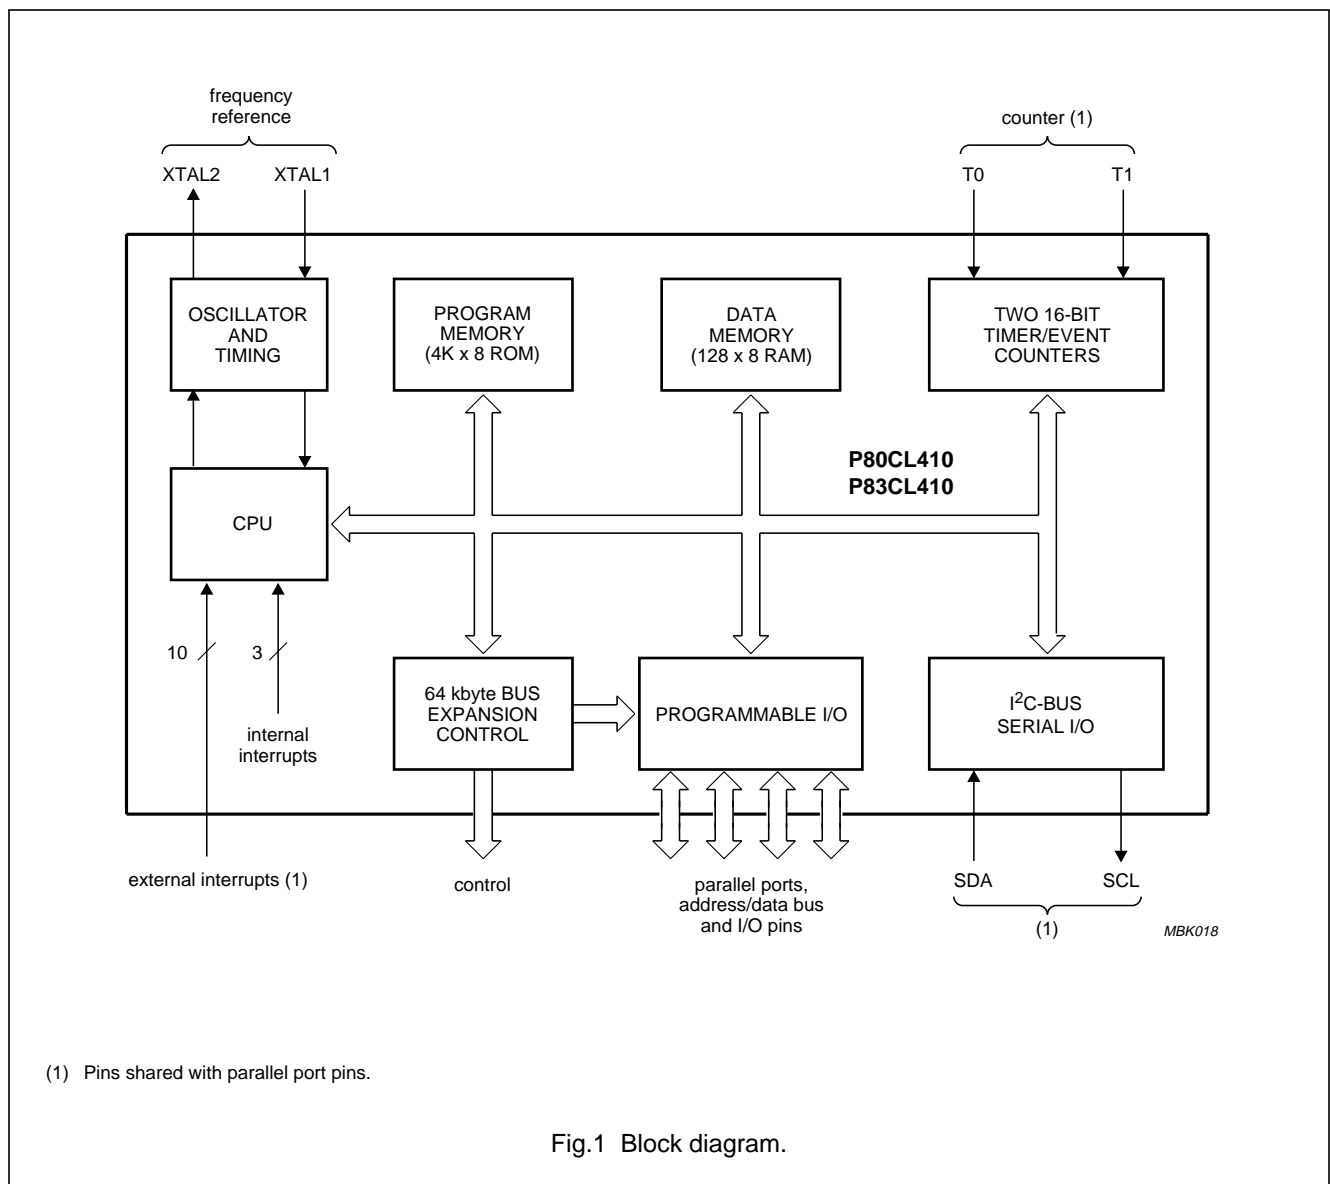 frequency
reference
counter (1)
XTAL2
XTAL1
T0
T1
OSCILLATOR
AND
TIMING
PROGRAM
MEMORY
(4K x 8 ROM)
DATA
MEMORY
(128 x 8 RAM)
TWO 16-BIT
TIMER/EVENT
COUNTERS
P80CL410
P83CL410
CPU
10
3
internal
interrupts
64 kbyte BUS
EXPANSION
CONTROL
PROGRAMMABLE I/O
I²C-BUS
SERIAL I/O
external interrupts (1)
control
parallel ports,
address/data bus
and I/O pins
SDA
SCL
(1)
MBK018
(1) Pins shared with parallel port pins.
Fig.1 Block diagram.